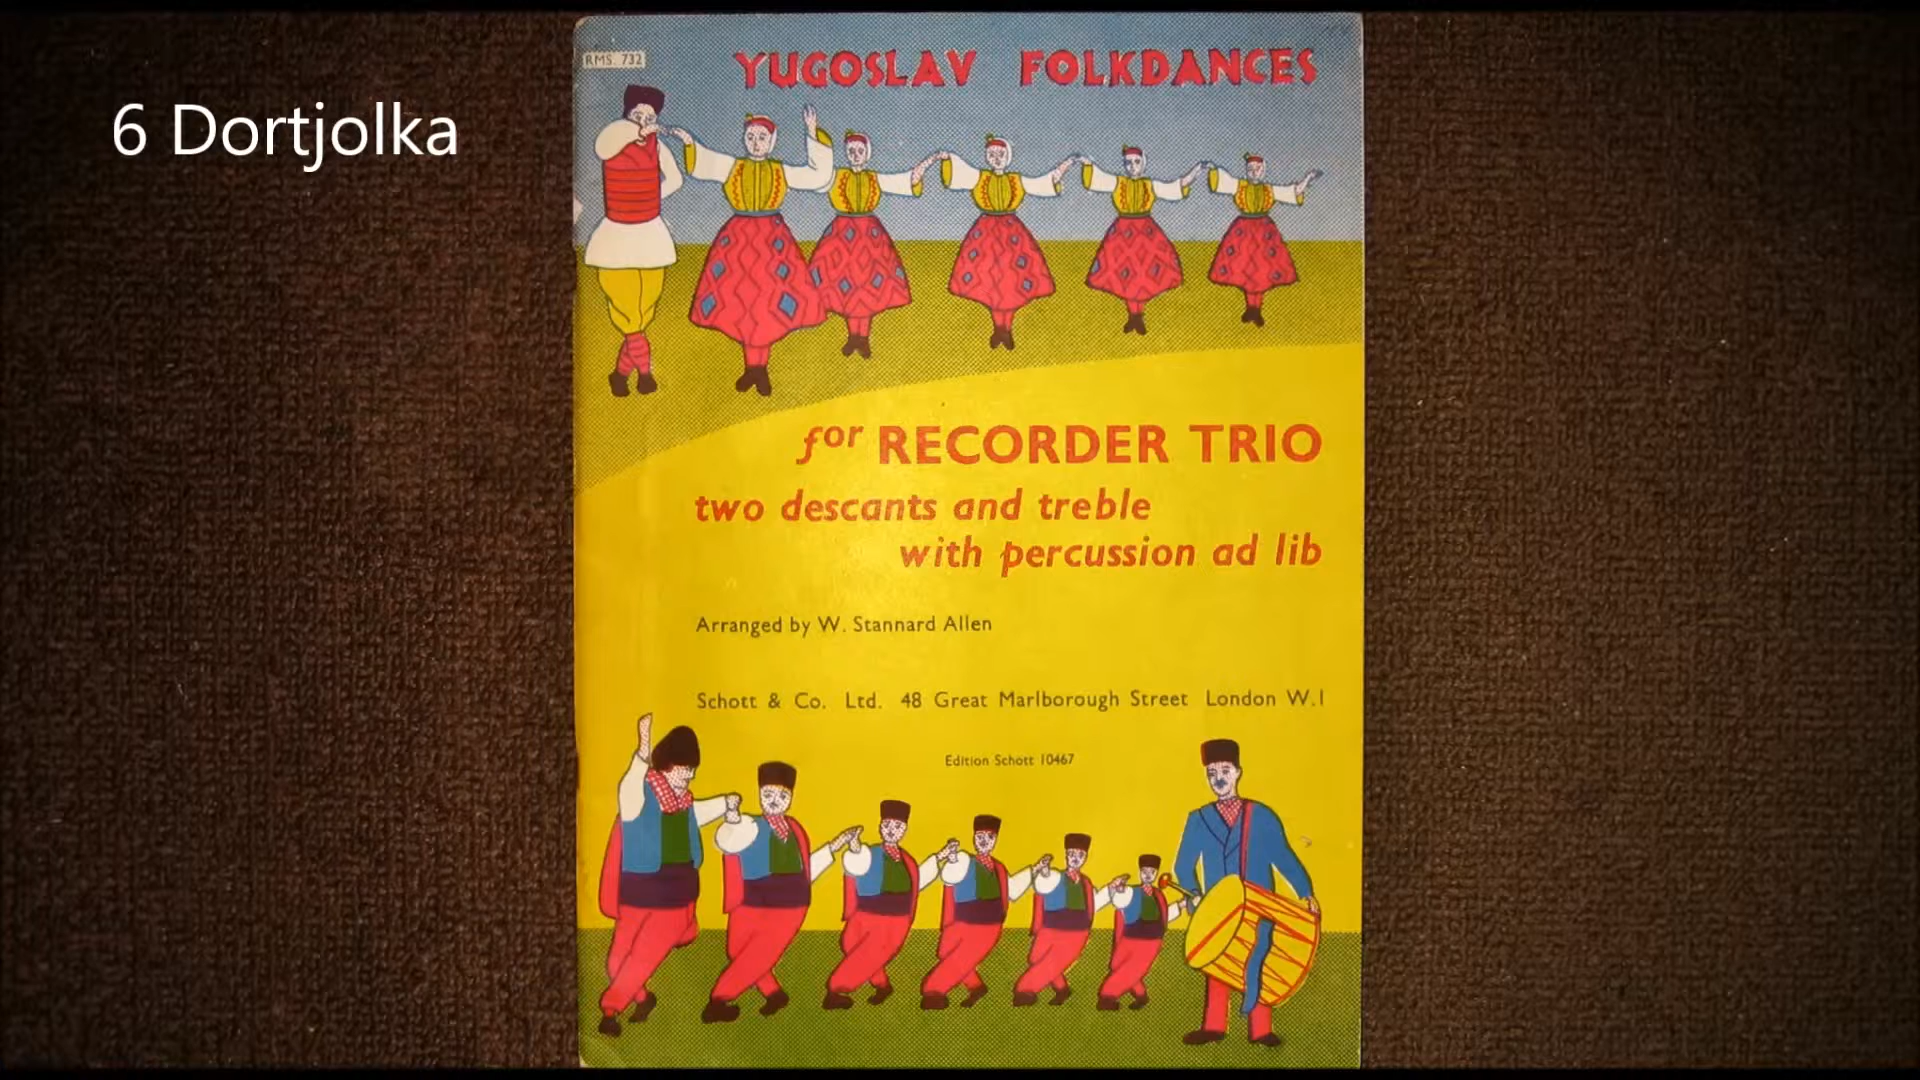 6 Dortjolka
RMS. 732
YUGOSLAV FOLKDANCES
for RECORDER TRIO
two descants and treble
with percussion ad lib
Arranged by W. Stannard Allen
Schott & Co. Ltd. 48 Great Marlborough Street London W.1
Edition Schott 10467